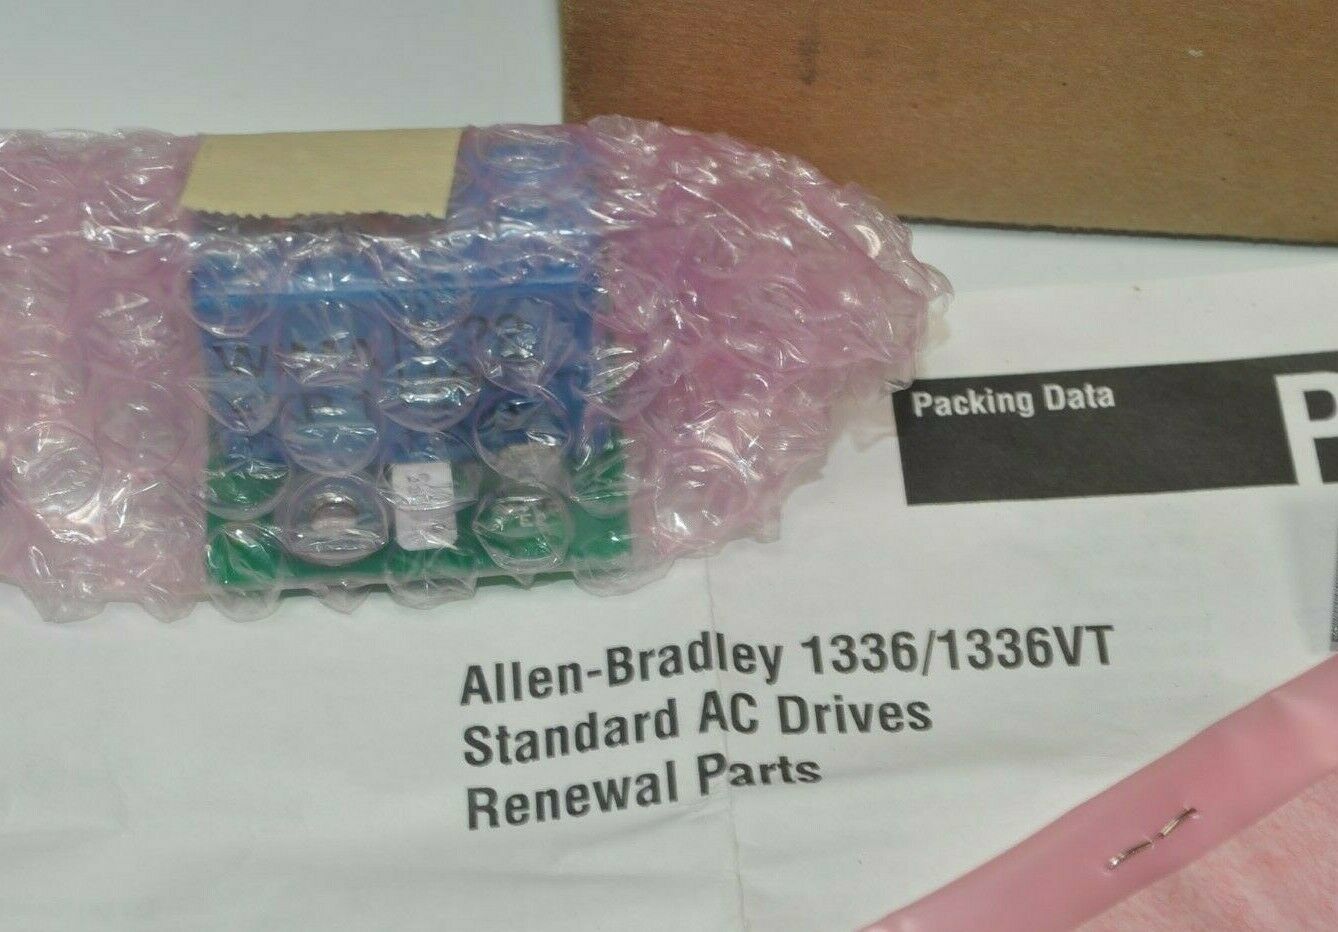 Packing Data
P
Allen-Bradley 1336/1336VT
Standard AC Drives
Renewal Parts